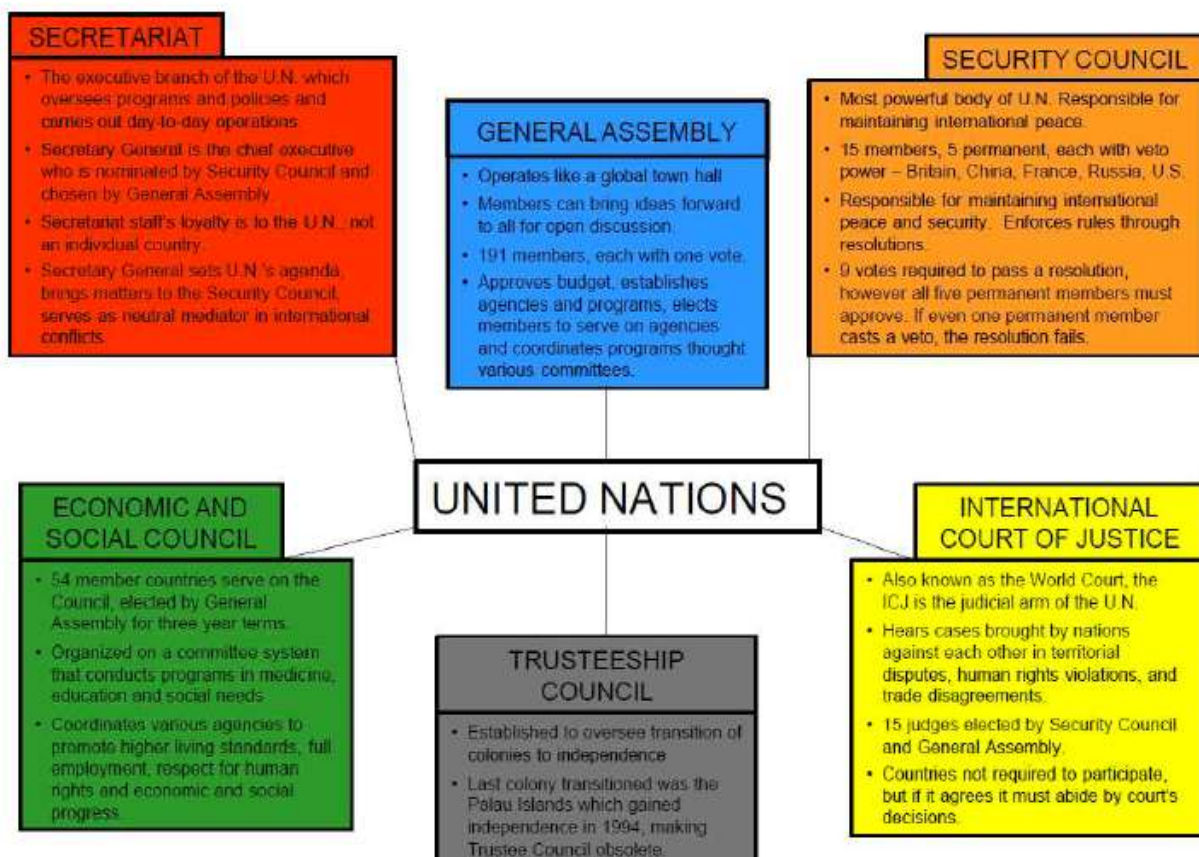 SECRETARIAT
• The executive branch of the U.N. which
oversees programs and policies and
carries out day-to-day operations
• Secretary General is the chief executive
who is nominated by Security Council and
chosen by General Assembly.
• Secretariat staff's loyalty is to the U.N., not
an individual country.
• Secretary General sets U.N.'s agenda,
brings matters to the Security Council,
serves as neutral mediator in international
conflicts.
GENERAL ASSEMBLY
• Operates like a global town hall
• Members can bring ideas forward
to all for open discussion.
• 191 members, each with one vote.
• Approves budget, establishes
agencies and programs, elects
members to serve on agencies
and coordinates programs thought
various committees.
SECURITY COUNCIL
• Most powerful body of U.N. Responsible for
maintaining international peace.
• 15 members, 5 permanent, each with veto
power – Britain, China, France, Russia, U.S.
• Responsible for maintaining international
peace and security. Enforces rules through
resolutions.
• 9 votes required to pass a resolution,
however all five permanent members must
approve. If even one permanent member
casts a veto, the resolution fails.
UNITED NATIONS
ECONOMIC AND
SOCIAL COUNCIL
• 54 member countries serve on the
Council, elected by General
Assembly for three year terms.
• Organized on a committee system
that conducts programs in medicine,
education and social needs
• Coordinates various agencies to
promote higher living standards, full
employment, respect for human
rights and economic and social
progress.
TRUSTEESHIP
COUNCIL
• Established to oversee transition of
colonies to independence
• Last colony transitioned was the
Palau Islands which gained
independence in 1994, making
Trustee Council obsolete.
INTERNATIONAL
COURT OF JUSTICE
• Also known as the World Court, the
ICJ is the judicial arm of the U.N.
• Hears cases brought by nations
against each other in territorial
disputes, human rights violations, and
trade disagreements.
• 15 judges elected by Security Council
and General Assembly.
• Countries not required to participate,
but if it agrees it must abide by court's
decisions.